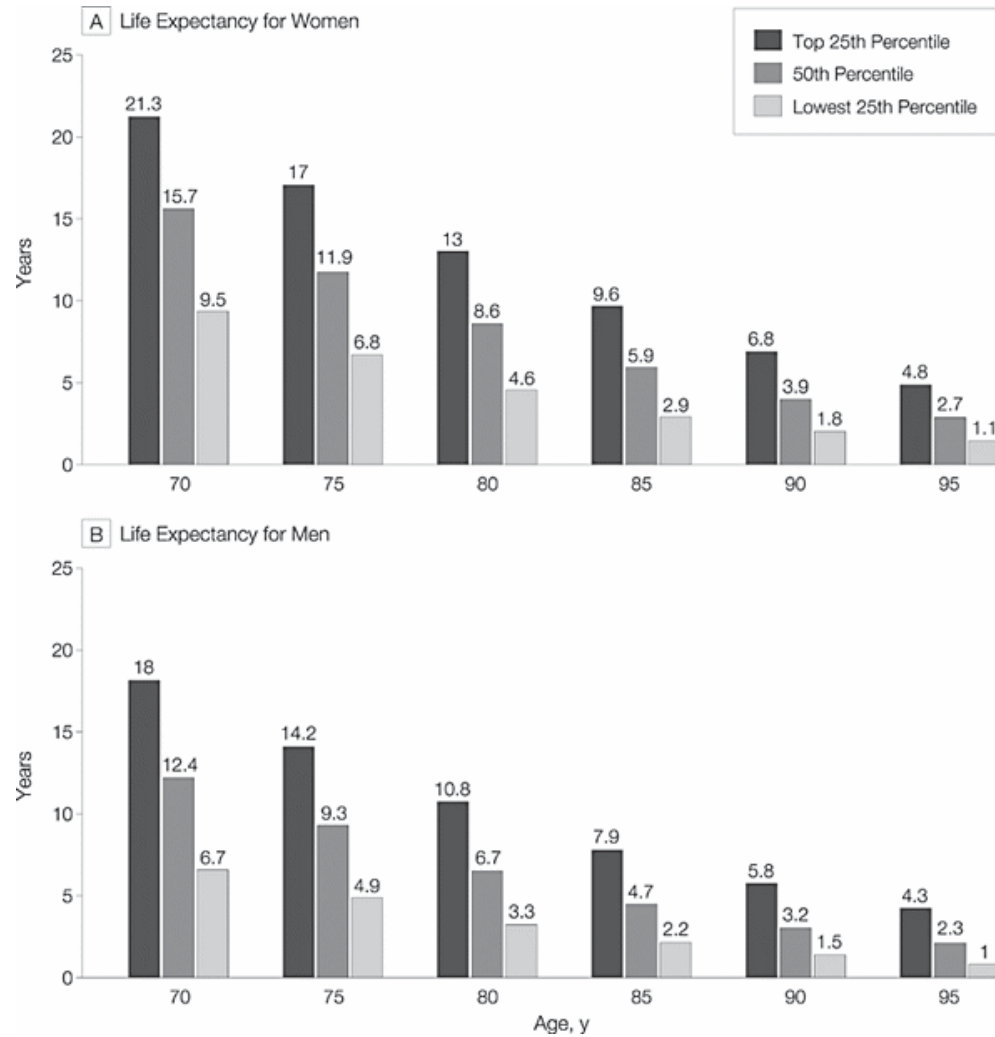 A Life Expectancy for Women
Top 25th Percentile
50th Percentile
Lowest 25th Percentile
Years
25
20
15
10
5
0
21.3 15.7 9.5
17 11.9 6.8
13 8.6 4.6
9.6 5.9 2.9
6.8 3.9 1.8
4.8 2.7 1.1
70 75 80 85 90 95
B Life Expectancy for Men
Years
25
20
15
10
5
0
18 12.4 6.7
14.2 9.3 4.9
10.8 6.7 3.3
7.9 4.7 2.2
5.8 3.2 1.5
4.3 2.3 1
70 75 80 85 90 95
Age, y